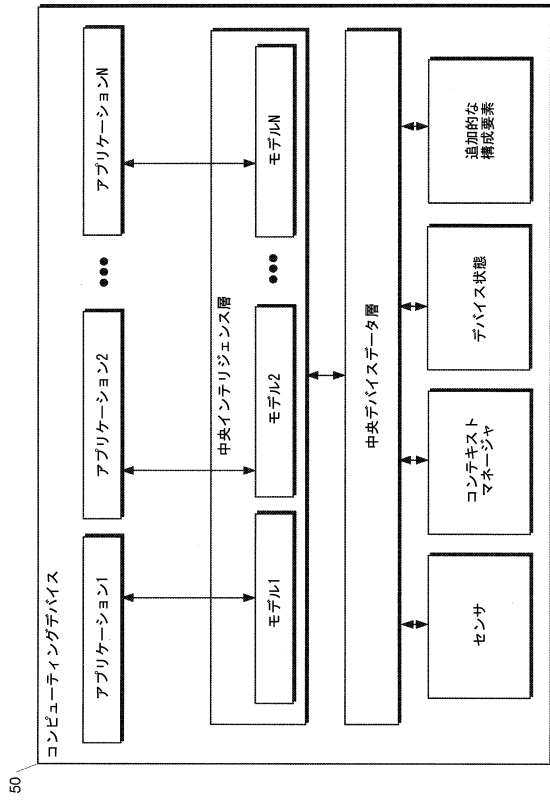 50
コンピューティングデバイス
アプリケーション1
アプリケーション2
•••
アプリケーションN
中央インテリジェンス層
モデル1
モデル2
•••
モデルN
中央デバイスデータ層
センサ
コンテキスト
マネージャ
デバイス状態
追加的な
構成要素